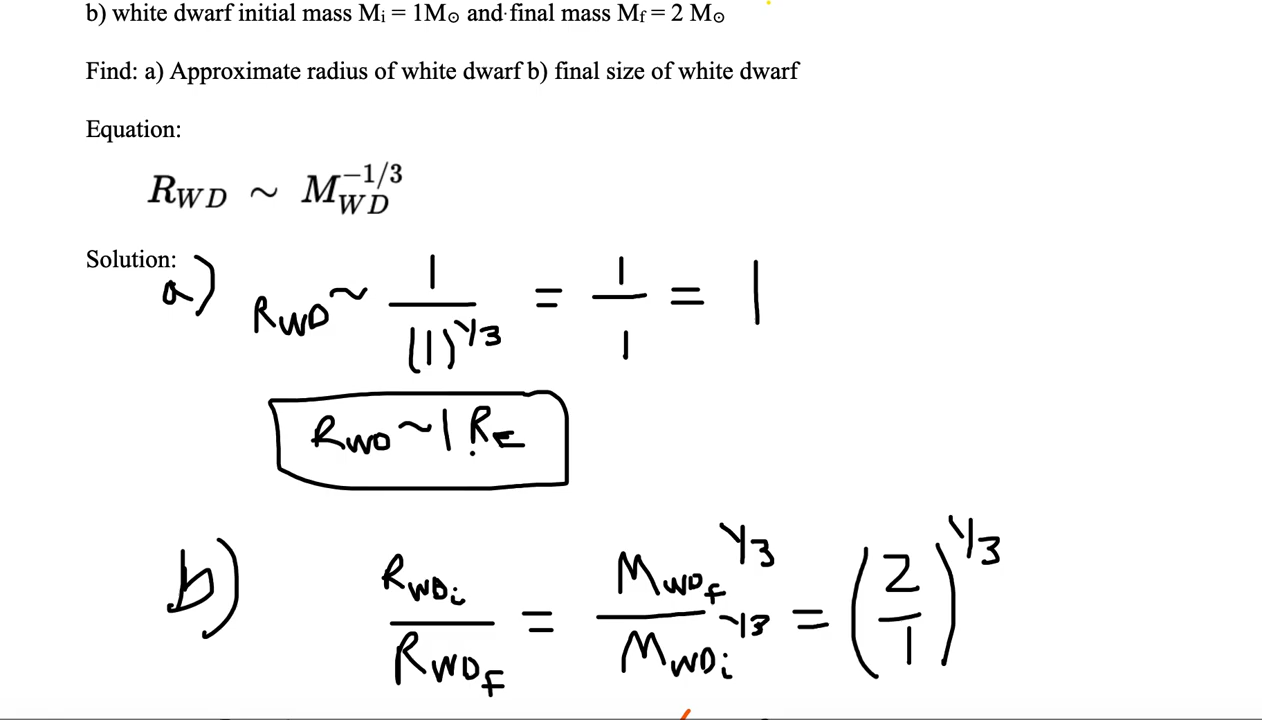 b) white dwarf initial mass Mᵢ = 1M⊙ and final mass M_f = 2 M⊙
Find: a) Approximate radius of white dwarf b) final size of white dwarf
Equation:
R_WD ~ M_WD^(-1/3)
Solution:
a) R_WD ~ 1/(1)^(1/3) = 1/1 = 1
R_WD ~ 1 R_E
b) R_WDi / R_WDf = M_WDf^(1/3) / M_WDi^(1/3) = (2/1)^(1/3)